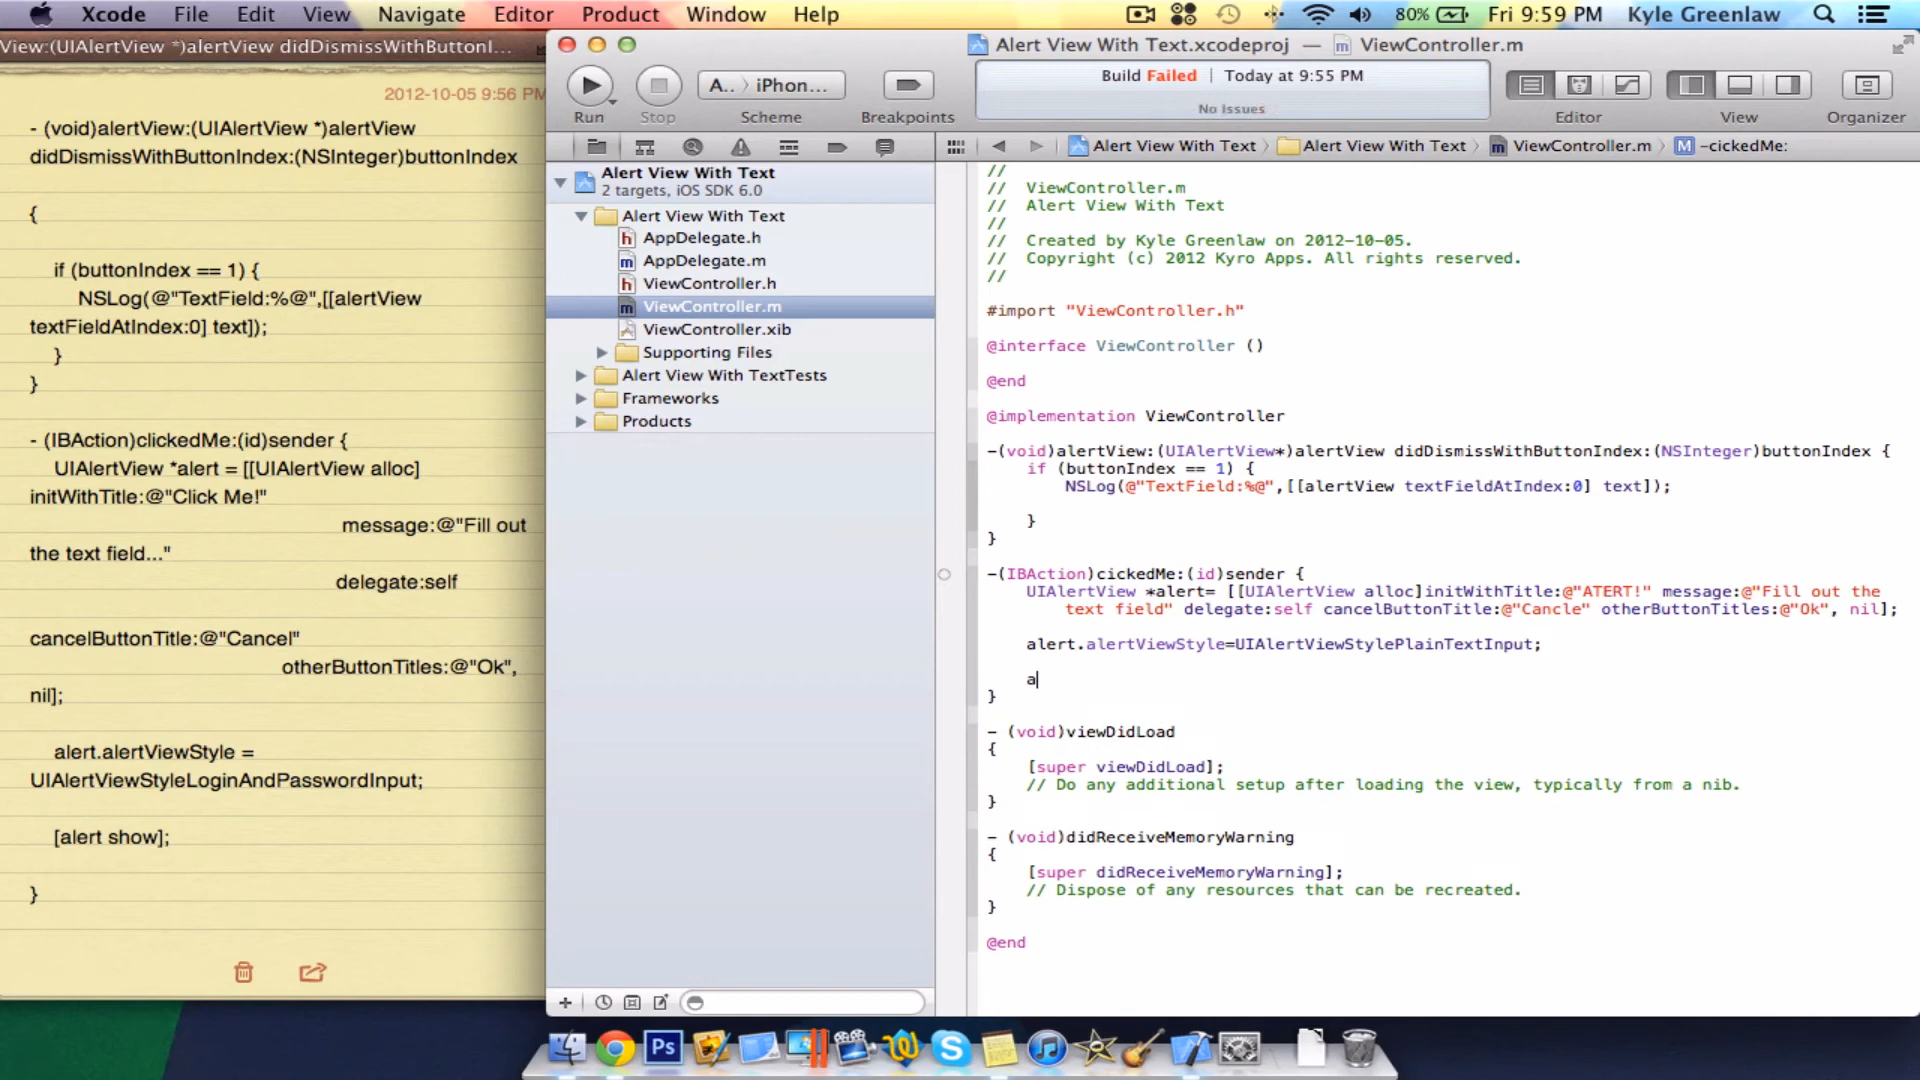 Xcode File Edit View Navigate Editor Product Window Help 80% Fri 9:59 PM Kyle Greenlaw
View:(UIAlertView *)alertView didDismissWithButtonI...
2012-10-05 9:56 PM
- (void)alertView:(UIAlertView *)alertView
didDismissWithButtonIndex:(NSInteger)buttonIndex
{
if (buttonIndex == 1) {
NSLog(@"TextField:%@",[[alertView
textFieldAtIndex:0] text]);
}
}
- (IBAction)clickedMe:(id)sender {
UIAlertView *alert = [[UIAlertView alloc]
initWithTitle:@"Click Me!"
message:@"Fill out
the text field..."
delegate:self
cancelButtonTitle:@"Cancel"
otherButtonTitles:@"Ok",
nil];
alert.alertViewStyle =
UIAlertViewStyleLoginAndPasswordInput;
[alert show];
}
Alert View With Text.xcodeproj — ViewController.m
A.. iPhon...
Build Failed | Today at 9:55 PM
No Issues
Run Stop Scheme Breakpoints Editor View Organizer
Alert View With Text Alert View With Text ViewController.m M -cickedMe:
Alert View With Text
2 targets, iOS SDK 6.0
Alert View With Text
h AppDelegate.h
m AppDelegate.m
h ViewController.h
m ViewController.m
ViewController.xib
Supporting Files
Alert View With TextTests
Frameworks
Products
//
// ViewController.m
// Alert View With Text
//
// Created by Kyle Greenlaw on 2012-10-05.
// Copyright (c) 2012 Kyro Apps. All rights reserved.
//
#import "ViewController.h"
@interface ViewController ()
@end
@implementation ViewController
-(void)alertView:(UIAlertView*)alertView didDismissWithButtonIndex:(NSInteger)buttonIndex {
if (buttonIndex == 1) {
NSLog(@"TextField:%@",[[alertView textFieldAtIndex:0] text]);
}
}
-(IBAction)cickedMe:(id)sender {
UIAlertView *alert= [[UIAlertView alloc]initWithTitle:@"ATERT!" message:@"Fill out the
text field" delegate:self cancelButtonTitle:@"Cancle" otherButtonTitles:@"Ok", nil];
alert.alertViewStyle=UIAlertViewStylePlainTextInput;
a
}
- (void)viewDidLoad
{
[super viewDidLoad];
// Do any additional setup after loading the view, typically from a nib.
}
- (void)didReceiveMemoryWarning
{
[super didReceiveMemoryWarning];
// Dispose of any resources that can be recreated.
}
@end
Ps